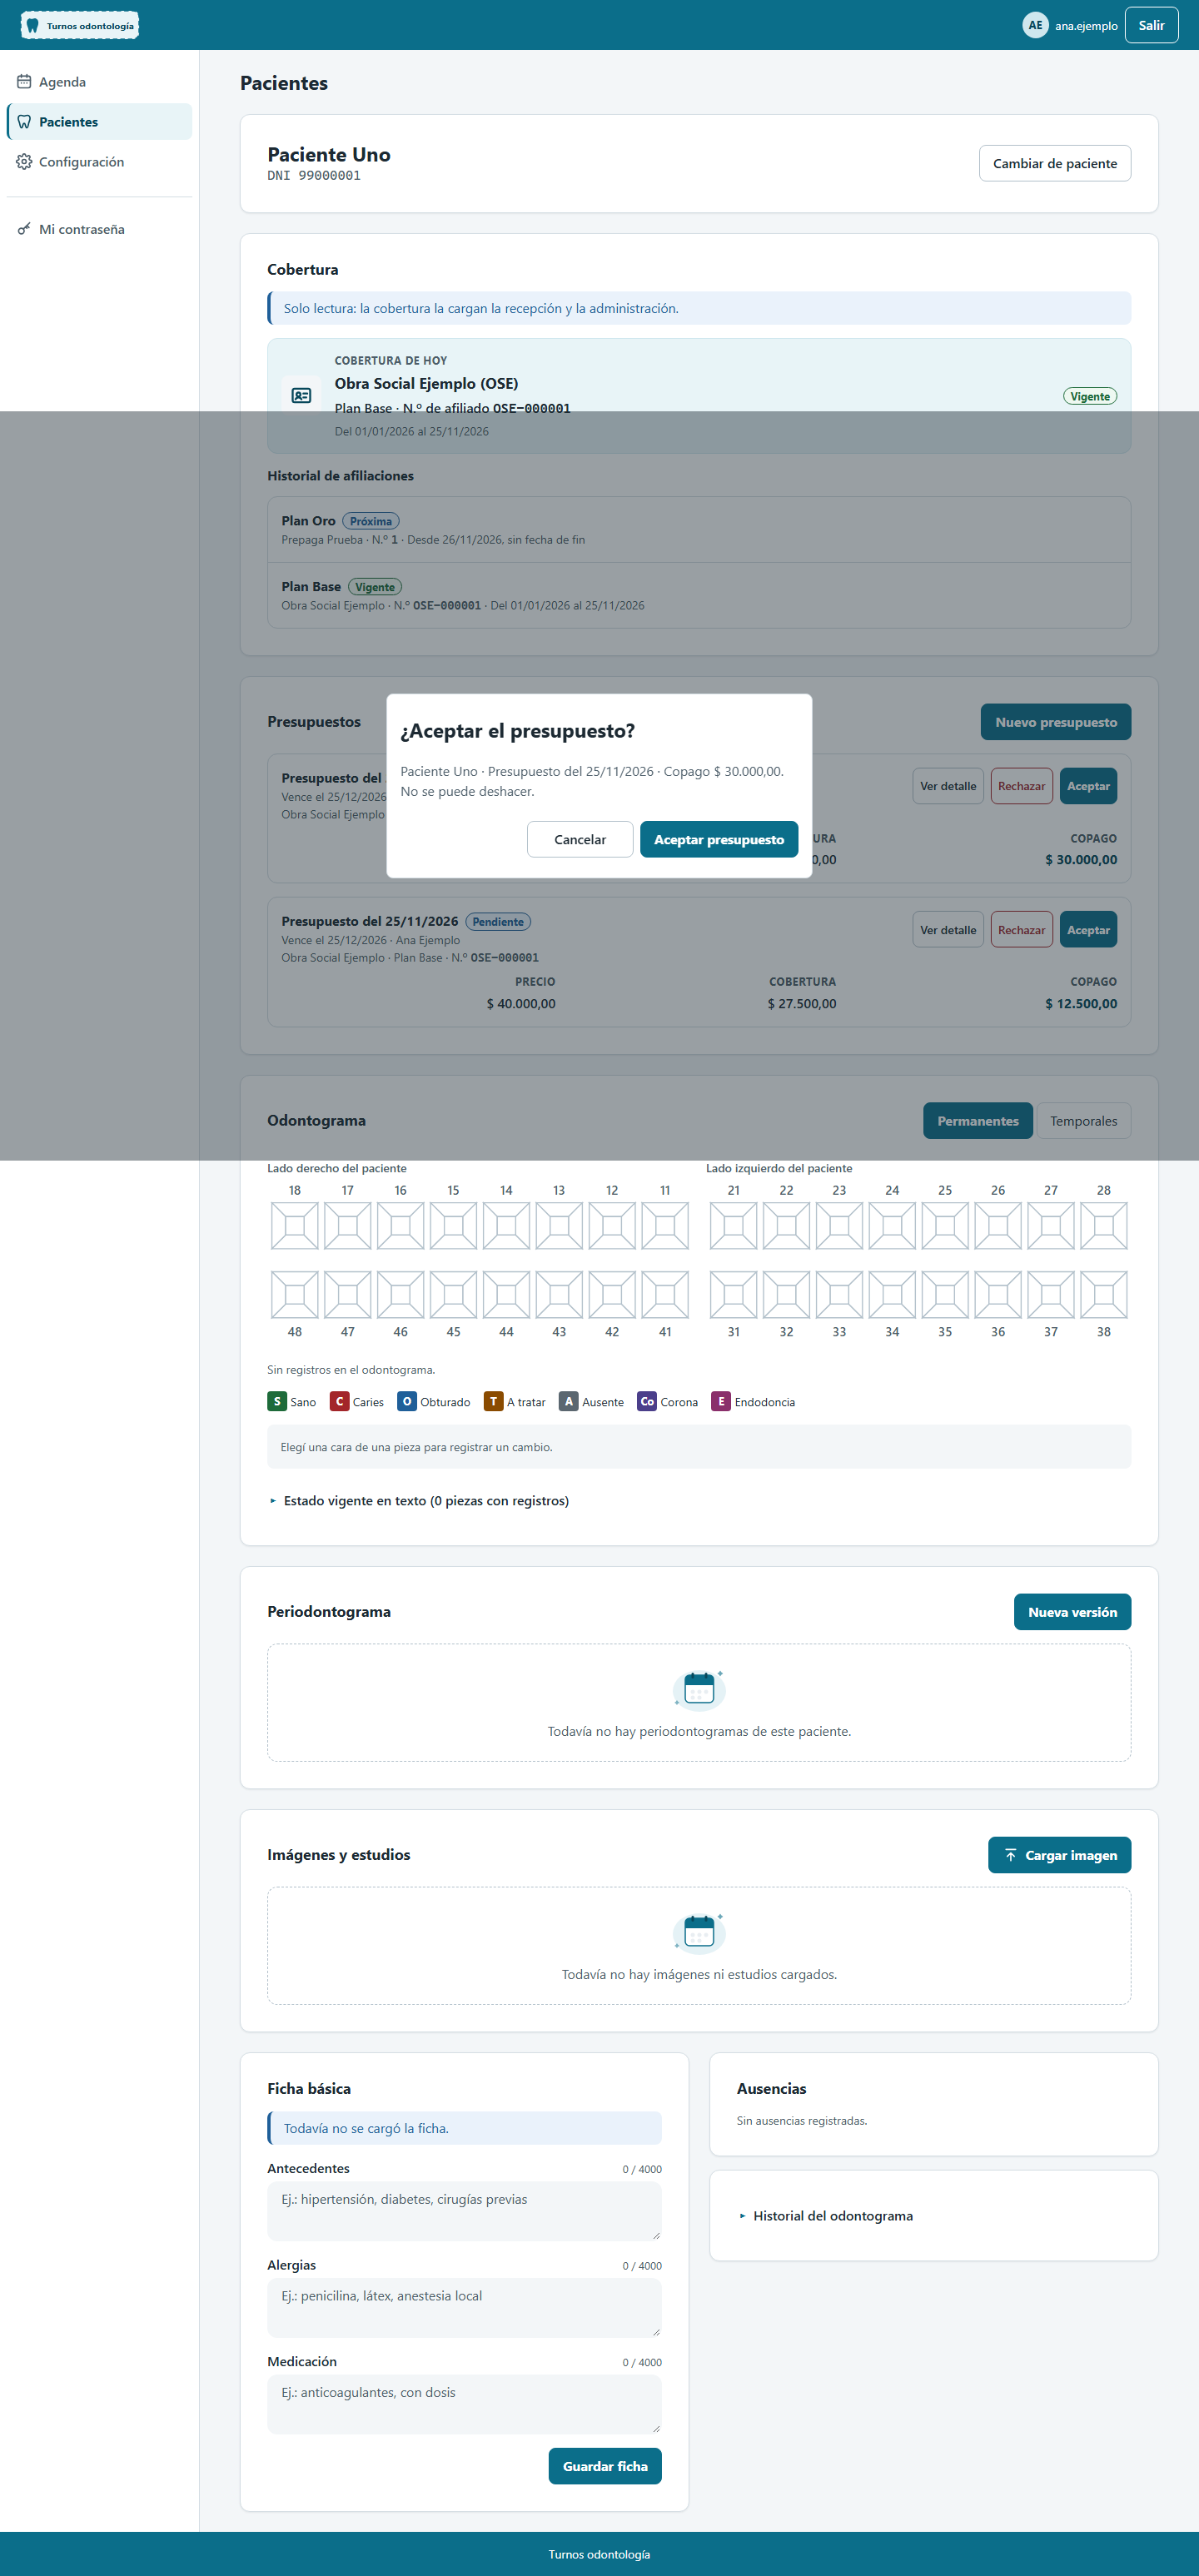 Turnos odontología
AE ana.ejemplo Salir
Agenda
Pacientes
Configuración
Mi contraseña
Pacientes
Paciente Uno
DNI 99000001
Cambiar de paciente
Cobertura
Solo lectura: la cobertura la cargan la recepción y la administración.
COBERTURA DE HOY
Obra Social Ejemplo (OSE)
Plan Base · N.º de afiliado OSE-000001
Del 01/01/2026 al 25/11/2026
Vigente
Historial de afiliaciones
Plan Oro Próxima
Prepaga Prueba · N.º 1 · Desde 26/11/2026, sin fecha de fin
Plan Base Vigente
Obra Social Ejemplo · N.º OSE-000001 · Del 01/01/2026 al 25/11/2026
Presupuestos
Nuevo presupuesto
Presupuesto del
Vence el 25/12/2026
Obra Social Ejemplo
Ver detalle Rechazar Aceptar
COPAGO
$ 30.000,00
¿Aceptar el presupuesto?
Paciente Uno · Presupuesto del 25/11/2026 · Copago $ 30.000,00.
No se puede deshacer.
Cancelar Aceptar presupuesto
Presupuesto del 25/11/2026 Pendiente
Vence el 25/12/2026 · Ana Ejemplo
Obra Social Ejemplo · Plan Base · N.º OSE-000001
Ver detalle Rechazar Aceptar
PRECIO COBERTURA COPAGO
$ 40.000,00 $ 27.500,00 $ 12.500,00
Odontograma
Permanentes Temporales
Lado derecho del paciente Lado izquierdo del paciente
18 17 16 15 14 13 12 11 21 22 23 24 25 26 27 28
48 47 46 45 44 43 42 41 31 32 33 34 35 36 37 38
Sin registros en el odontograma.
S Sano C Caries O Obturado T A tratar A Ausente Co Corona E Endodoncia
Elegí una cara de una pieza para registrar un cambio.
Estado vigente en texto (0 piezas con registros)
Periodontograma
Nueva versión
Todavía no hay periodontogramas de este paciente.
Imágenes y estudios
Cargar imagen
Todavía no hay imágenes ni estudios cargados.
Ficha básica
Todavía no se cargó la ficha.
Antecedentes 0 / 4000
Ej.: hipertensión, diabetes, cirugías previas
Alergias 0 / 4000
Ej.: penicilina, látex, anestesia local
Medicación 0 / 4000
Ej.: anticoagulantes, con dosis
Guardar ficha
Ausencias
Sin ausencias registradas.
Historial del odontograma
Turnos odontología